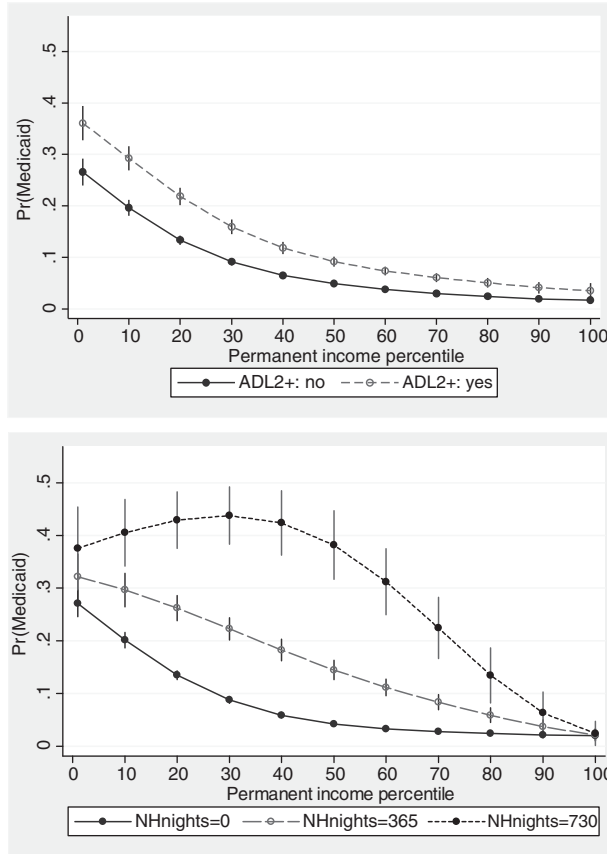 .5
.4
.3
.2
.1
0
Pr(Medicaid)
0 10 20 30 40 50 60 70 80 90 100
Permanent income percentile
ADL2+: no ADL2+: yes
.5
.4
.3
.2
.1
0
Pr(Medicaid)
0 10 20 30 40 50 60 70 80 90 100
Permanent income percentile
NHnights=0 NHnights=365 NHnights=730